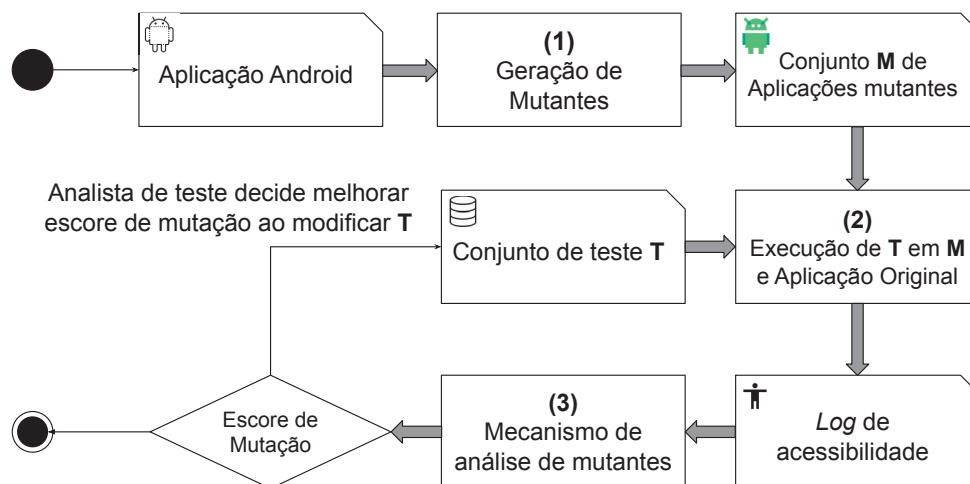 Aplicação Android
(1)
Geração de
Mutantes
Conjunto M de
Aplicações mutantes
Analista de teste decide melhorar
escore de mutação ao modificar T
Conjunto de teste T
(2)
Execução de T em M
e Aplicação Original
Escore de
Mutação
(3)
Mecanismo de
análise de mutantes
Log de
acessibilidade